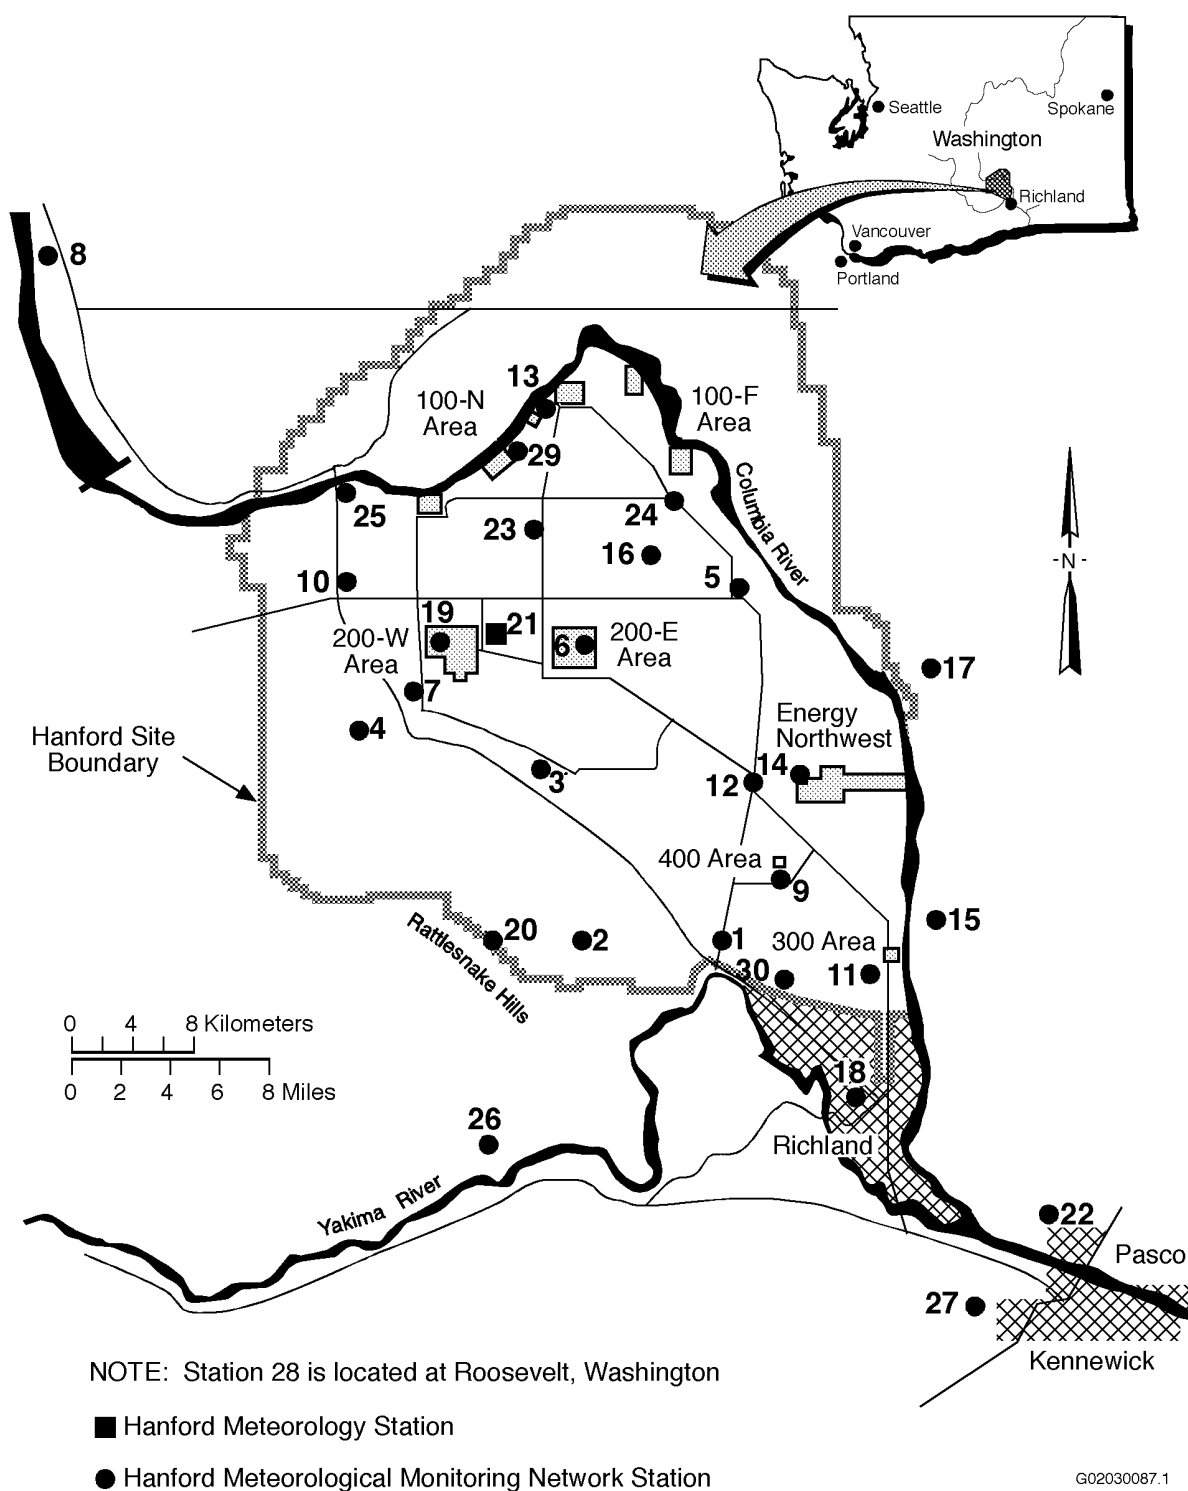 Seattle
Spokane
Washington
Richland
Vancouver
Portland
8
13
100-N
Area
100-F
Area
29
Columbia River
25
23
24
16
-N-
10
5
19
21
200-W
Area
6
200-E
Area
17
7
4
Energy
Northwest
Hanford Site
Boundary
3
12
14
400 Area
9
15
20
2
1
300 Area
30
11
Rattlesnake Hills
0 4 8 Kilometers
0 2 4 6 8 Miles
18
26
Richland
Yakima River
22
Pasco
27
Kennewick
NOTE: Station 28 is located at Roosevelt, Washington
Hanford Meteorology Station
Hanford Meteorological Monitoring Network Station
G02030087.1